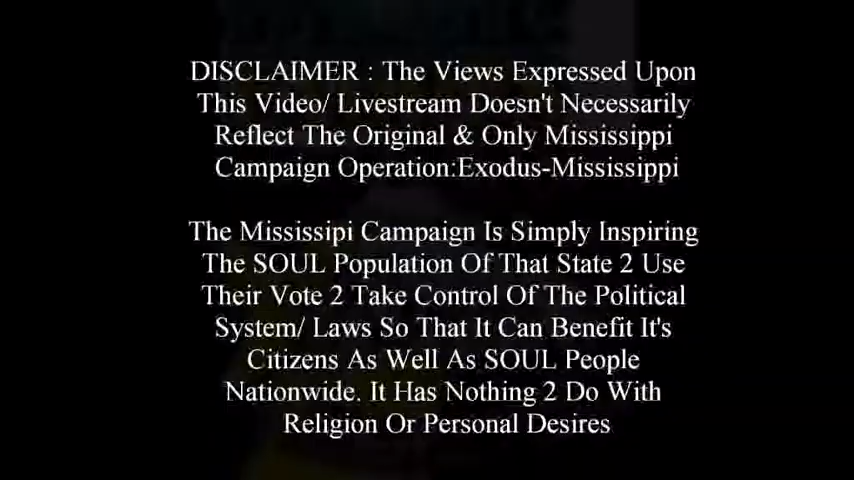 DISCLAIMER : The Views Expressed Upon
This Video/ Livestream Doesn't Necessarily
Reflect The Original & Only Mississippi
Campaign Operation:Exodus-Mississippi
The Mississipi Campaign Is Simply Inspiring
The SOUL Population Of That State 2 Use
Their Vote 2 Take Control Of The Political
System/ Laws So That It Can Benefit It's
Citizens As Well As SOUL People
Nationwide. It Has Nothing 2 Do With
Religion Or Personal Desires